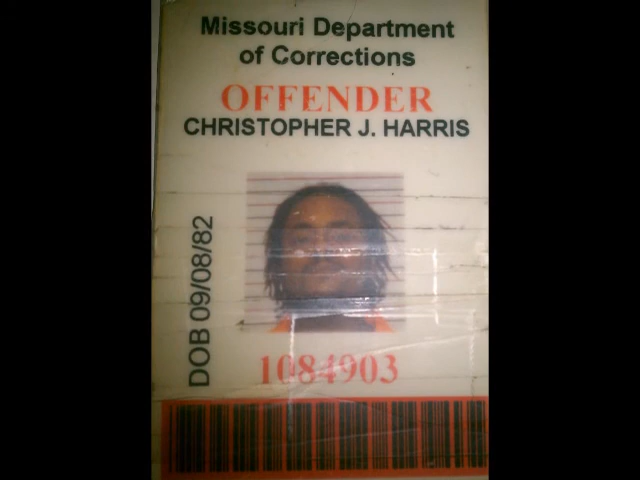 Missouri Department
of Corrections
OFFENDER
CHRISTOPHER J. HARRIS
DOB 09/08/82
1084903